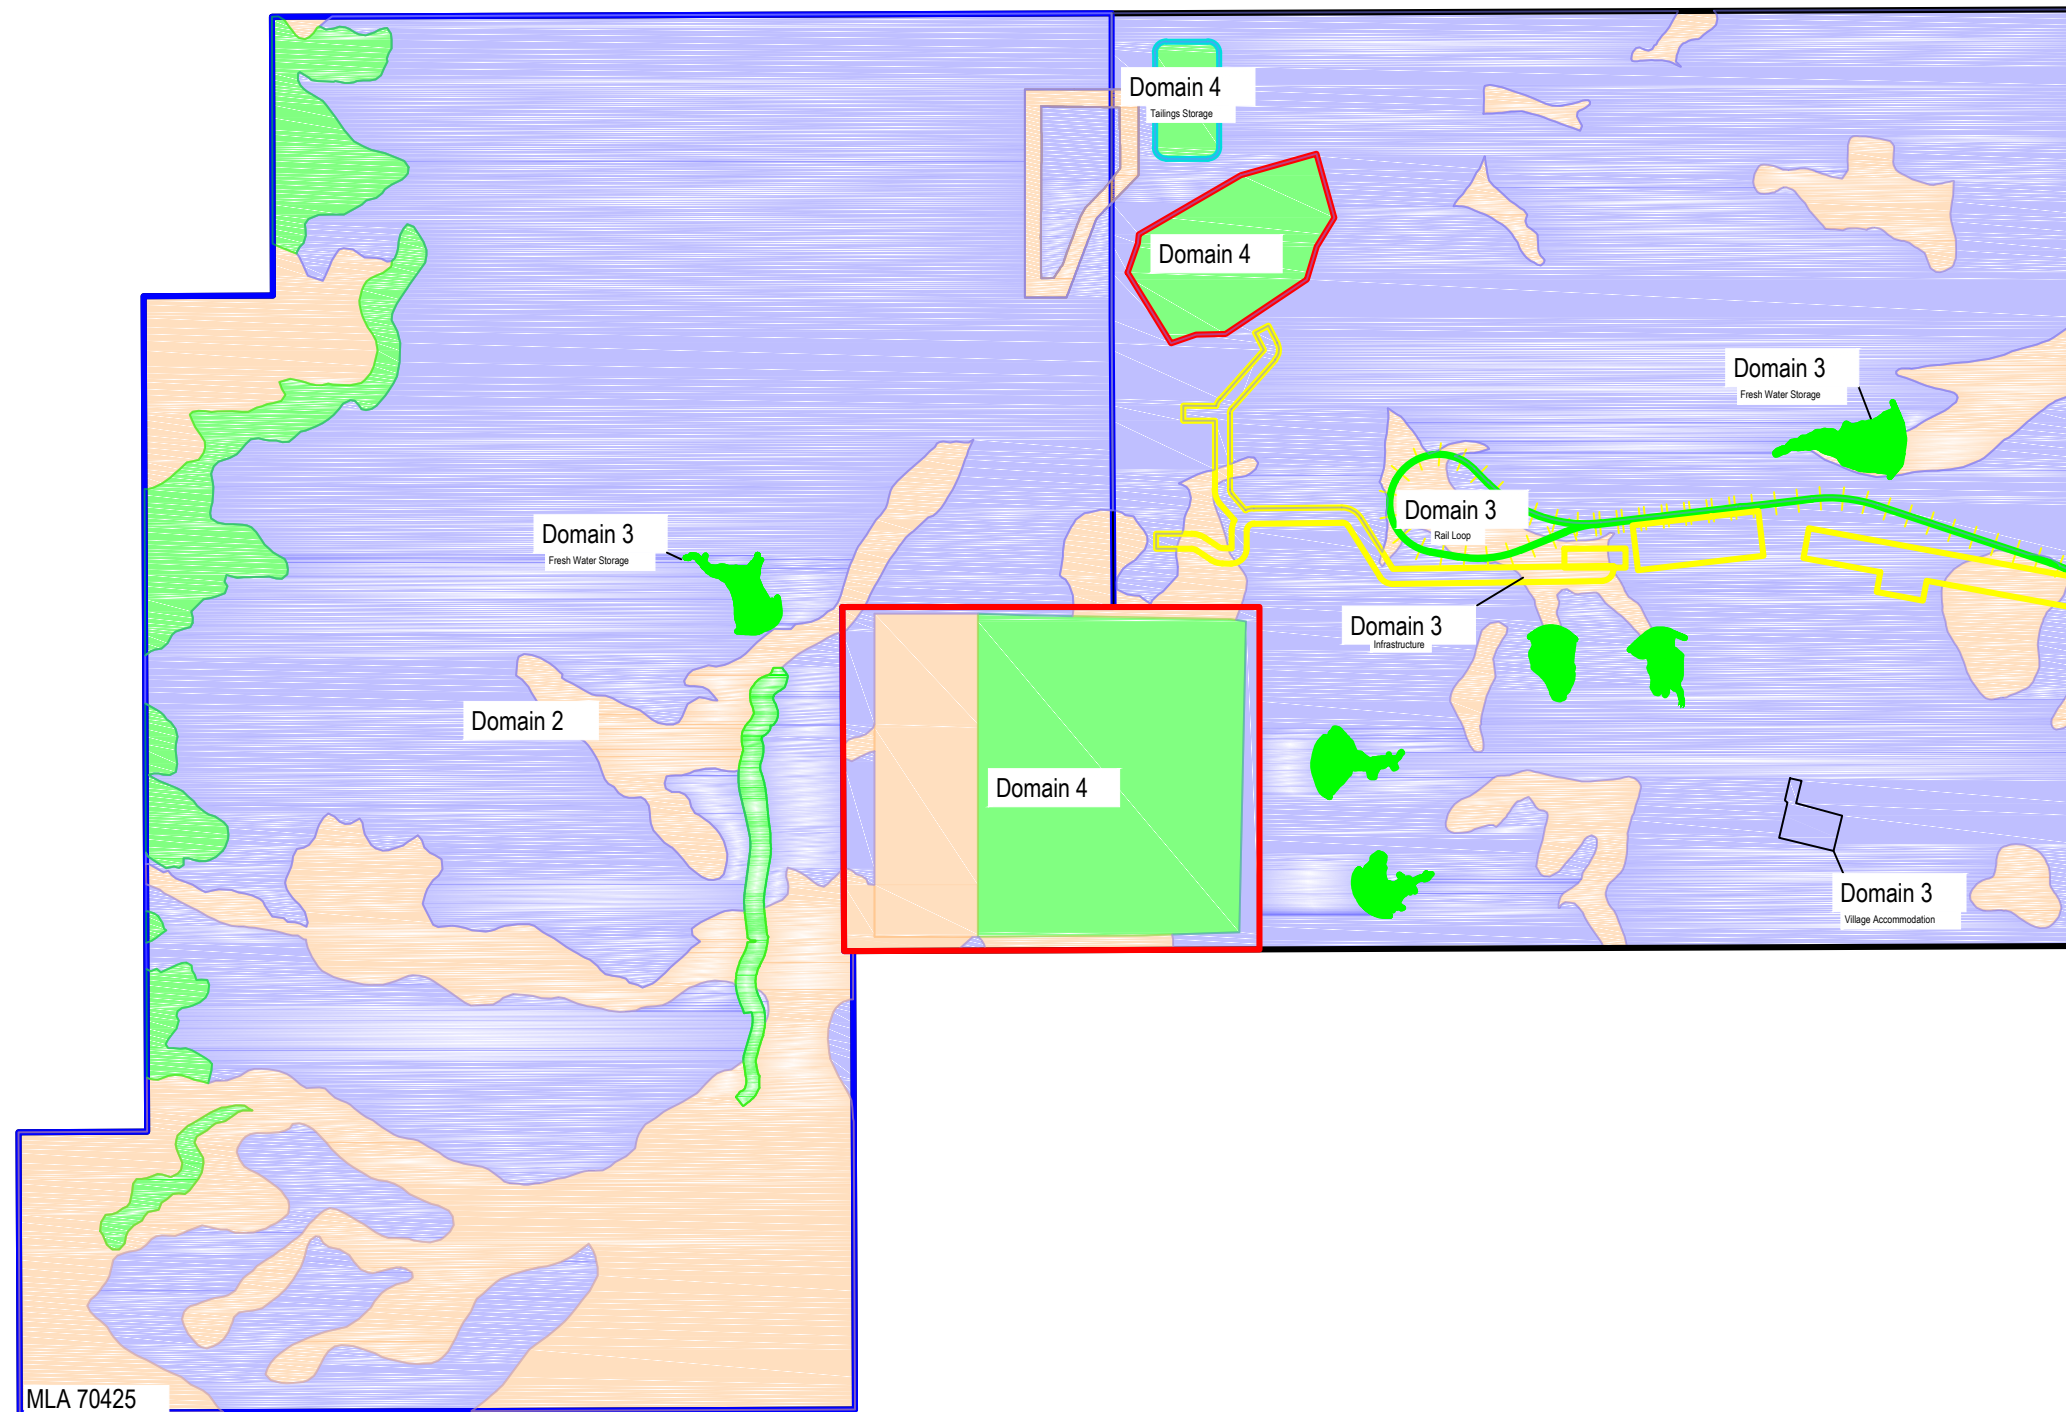 Domain 4
Tailings Storage
Domain 4
Domain 3
Fresh Water Storage
Domain 3
Rail Loop
Domain 3
Fresh Water Storage
Domain 3
Infrastructure
Domain 2
Domain 4
Domain 3
Village Accommodation
MLA 70425